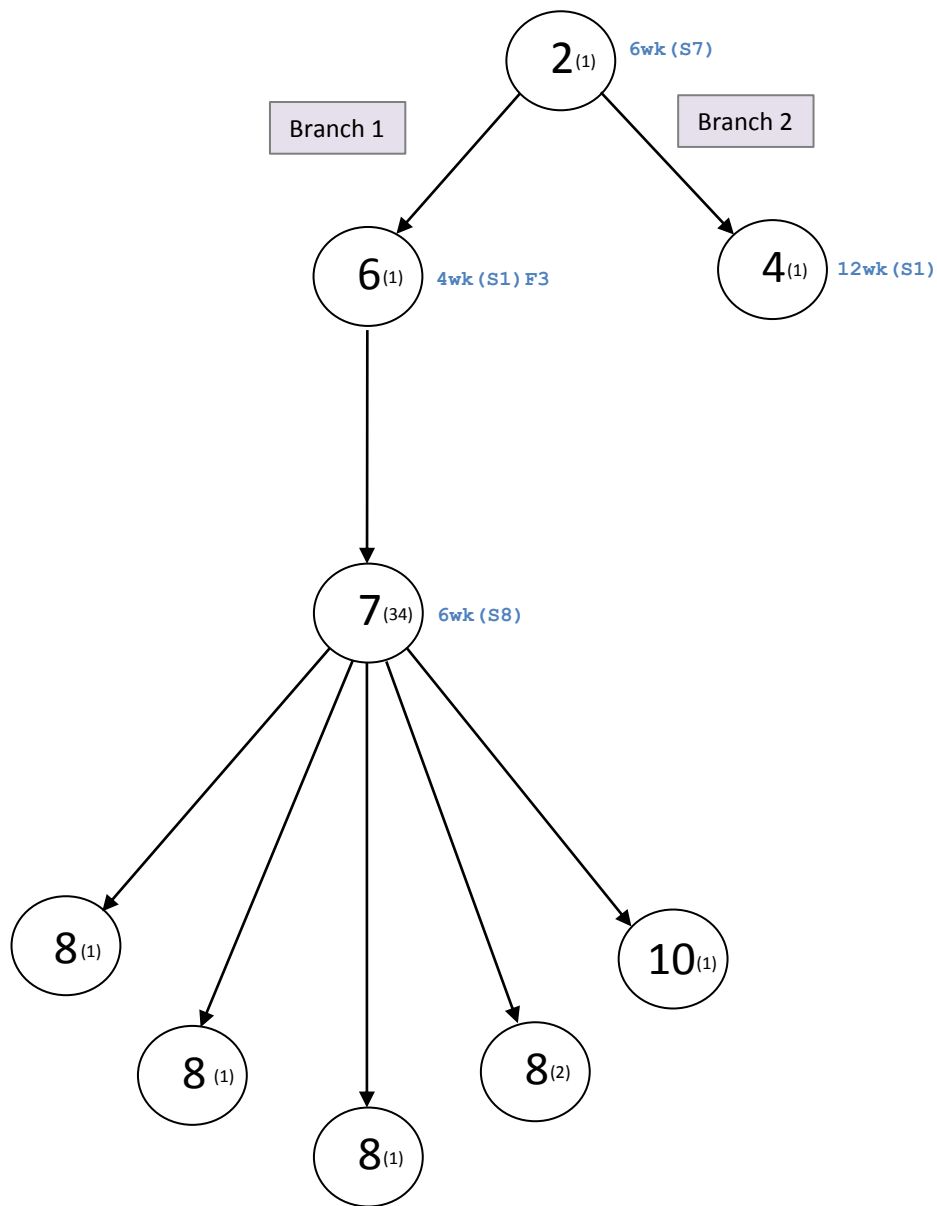 2(1)
6wk(S7)
Branch 1
Branch 2
6(1)
4wk(S1)F3
4(1)
12wk(S1)
7(34)
6wk(S8)
8(1)
10(1)
8(1)
8(2)
8(1)